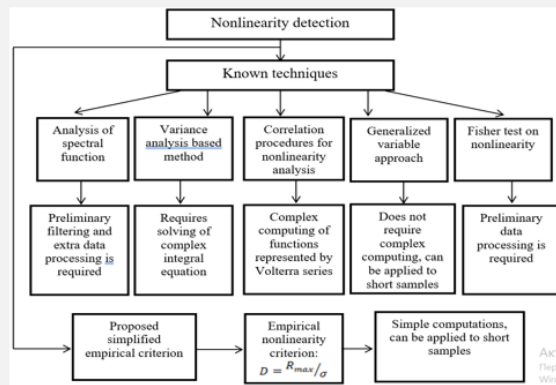 Nonlinearity detection
Known techniques
Analysis of
spectral
function
Variance
analysis based
method
Correlation
procedures for
nonlinearity
analysis
Generalized
variable
approach
Fisher test on
nonlinearity
Preliminary
filtering and
extra data
processing is
required
Requires
solving of
complex
integral
equation
Complex
computing of
functions
represented by
Volterra series
Does not
require
complex
computing, can
be applied to
short samples
Preliminary
data
processing is
required
Proposed
simplified
empirical
criterion
Empirical
nonlinearity
criterion:
D = Rmax/σ
Simple computations,
can be applied to short
samples